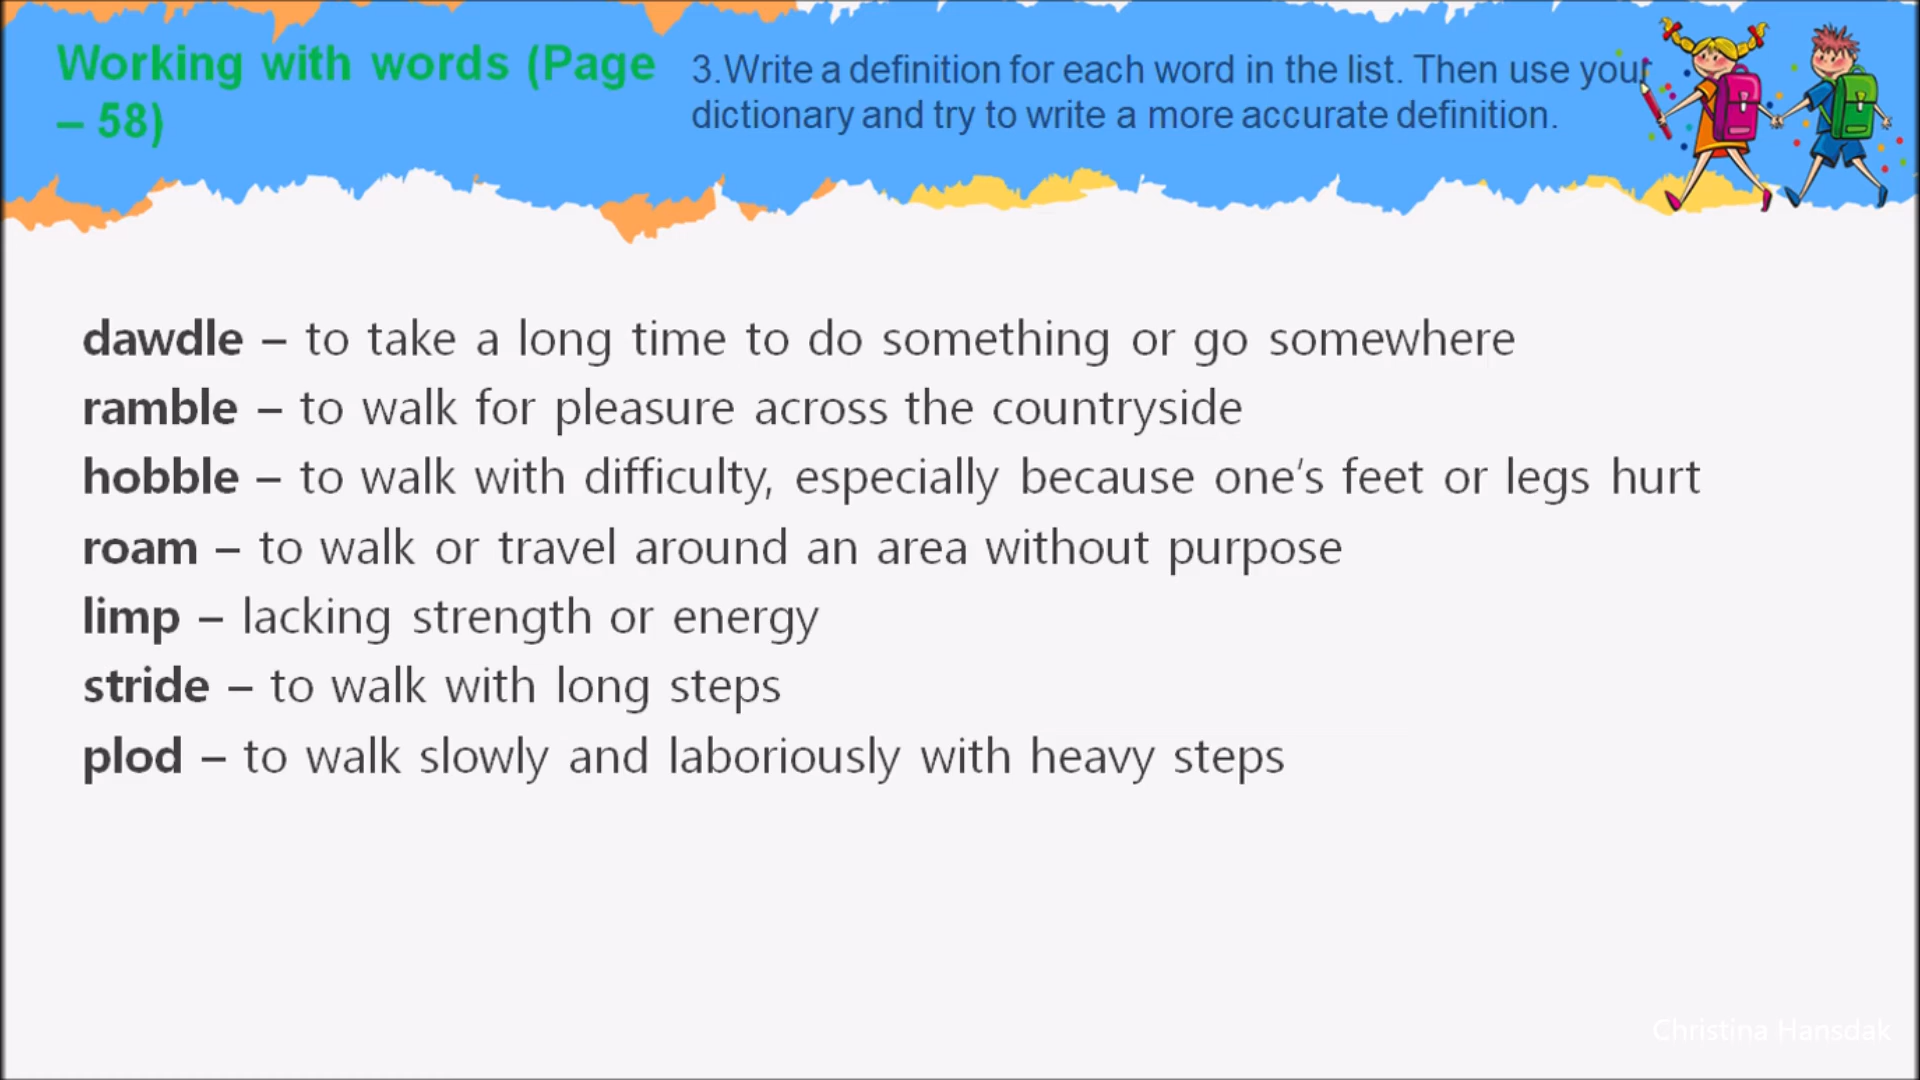 Working with words (Page
– 58)
3.Write a definition for each word in the list. Then use your
dictionary and try to write a more accurate definition.
dawdle – to take a long time to do something or go somewhere
ramble – to walk for pleasure across the countryside
hobble – to walk with difficulty, especially because one's feet or legs hurt
roam – to walk or travel around an area without purpose
limp – lacking strength or energy
stride – to walk with long steps
plod – to walk slowly and laboriously with heavy steps
Christina Hansdak